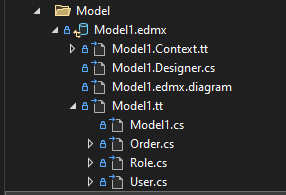 Model
Model1.edmx
Model1.Context.tt
Model1.Designer.cs
Model1.edmx.diagram
Model1.tt
Model1.cs
Order.cs
Role.cs
User.cs